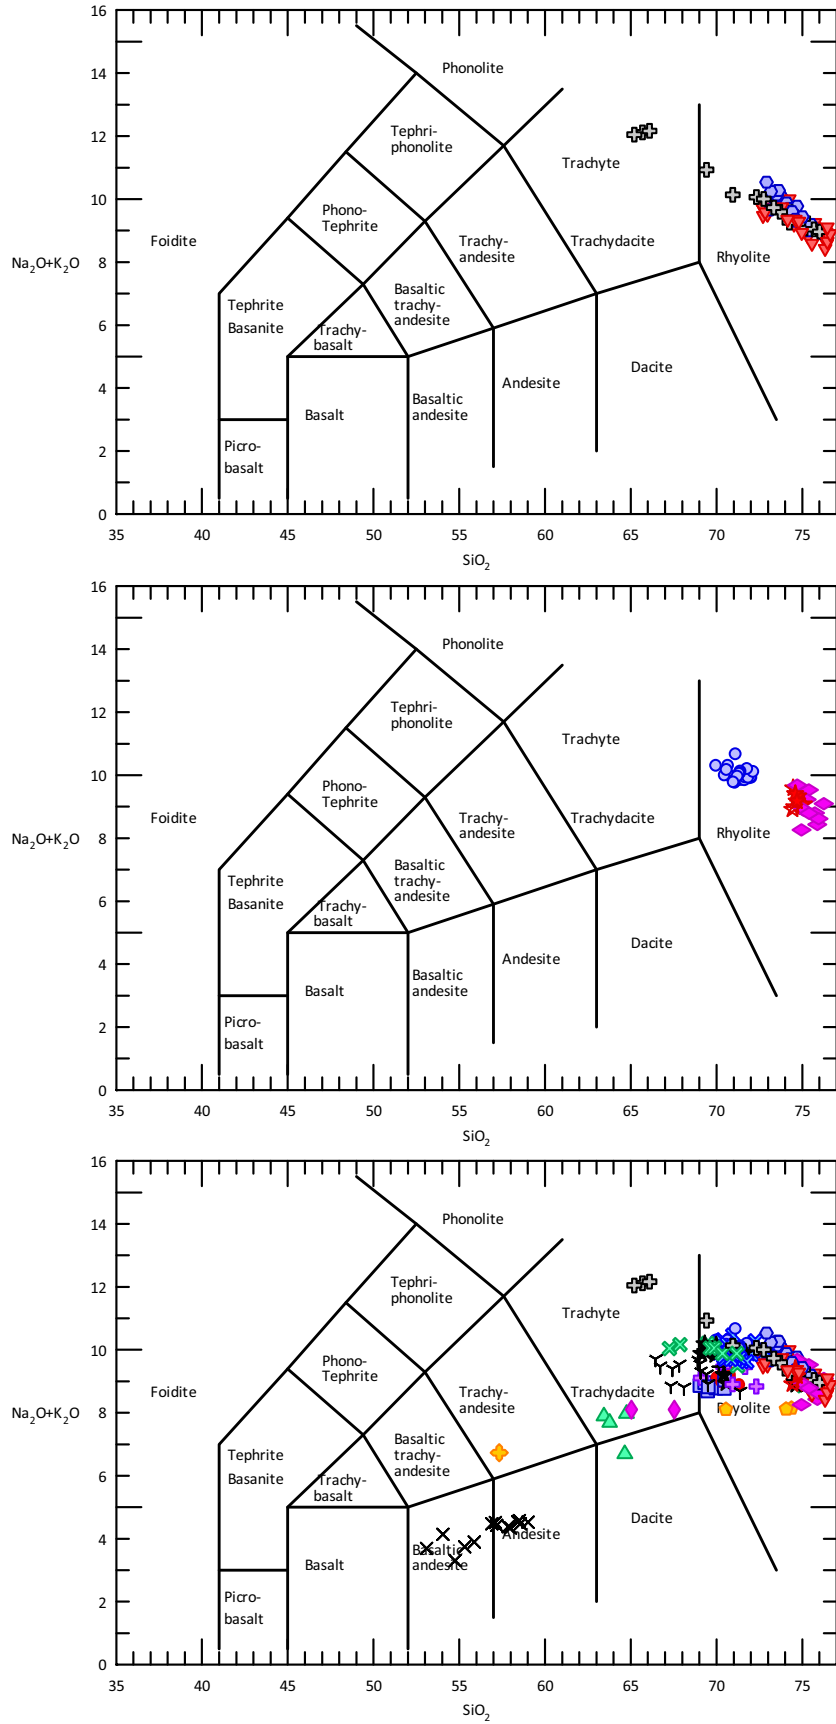 16
14
Phonolite
12
Tephri-
phonolite
Trachyte
10
Phono-
Tephrite
Foidite
Trachy-
andesite
Trachydacite
Rhyolite
Na₂O+K₂O
8
Basaltic
trachy-
andesite
Tephrite
Basanite
6
Trachy-
basalt
Andesite
Dacite
4
Basalt
Basaltic
andesite
Picro-
basalt
2
0
35 40 45 50 55 60 65 70 75
SiO₂
16
14
Phonolite
12
Tephri-
phonolite
Trachyte
10
Phono-
Tephrite
Foidite
Trachy-
andesite
Trachydacite
Rhyolite
Na₂O+K₂O
8
Basaltic
trachy-
andesite
Tephrite
Basanite
6
Trachy-
basalt
Andesite
Dacite
4
Basalt
Basaltic
andesite
Picro-
basalt
2
0
35 40 45 50 55 60 65 70 75
SiO₂
16
14
Phonolite
12
Tephri-
phonolite
Trachyte
10
Phono-
Tephrite
Foidite
Trachy-
andesite
Trachydacite
Rhyolite
Na₂O+K₂O
8
Basaltic
trachy-
andesite
Tephrite
Basanite
6
Trachy-
basalt
Andesite
Dacite
4
Basalt
Basaltic
andesite
Picro-
basalt
2
0
35 40 45 50 55 60 65 70 75
SiO₂